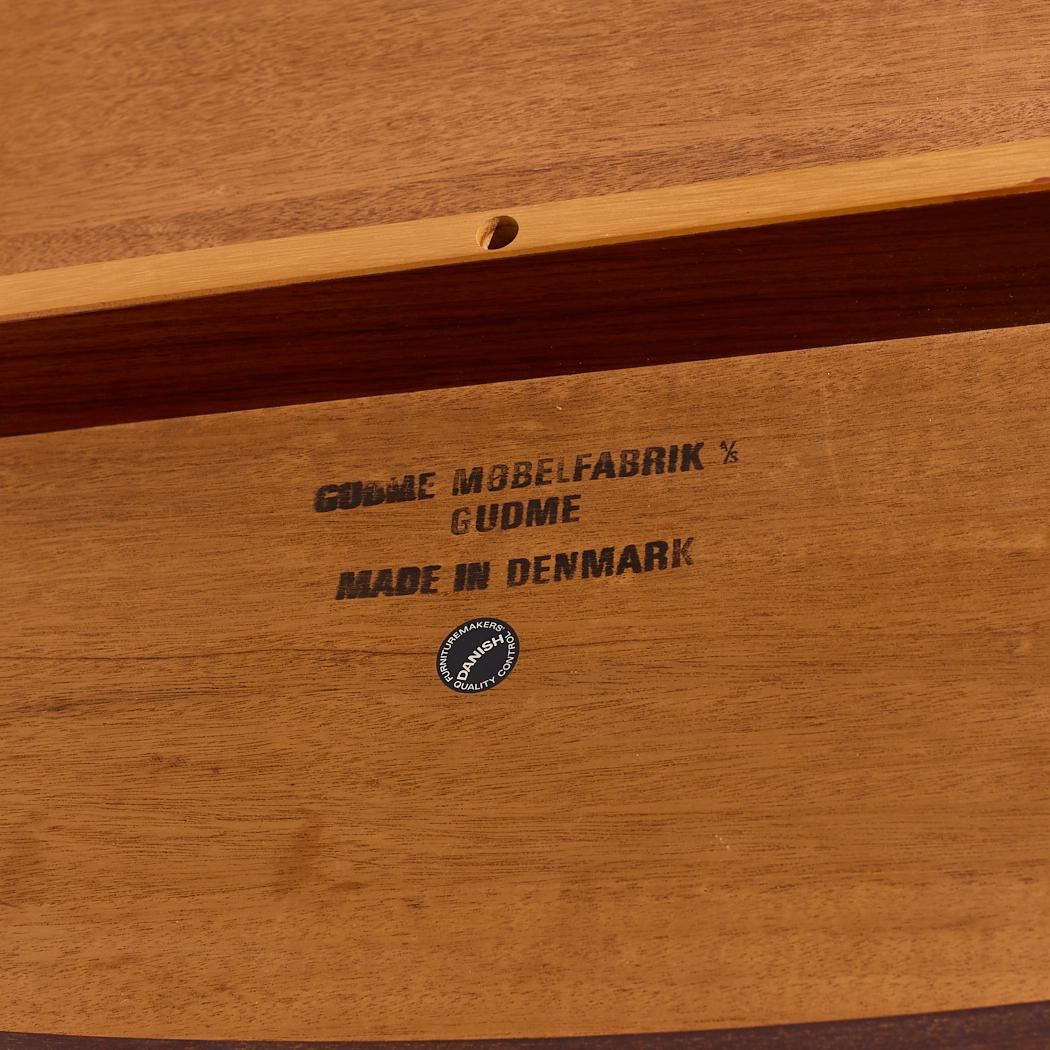 GUDME MØBELFABRIK A/S
GUDME
MADE IN DENMARK
FURNITUREMAKERS'
DANISH
QUALITY CONTROL